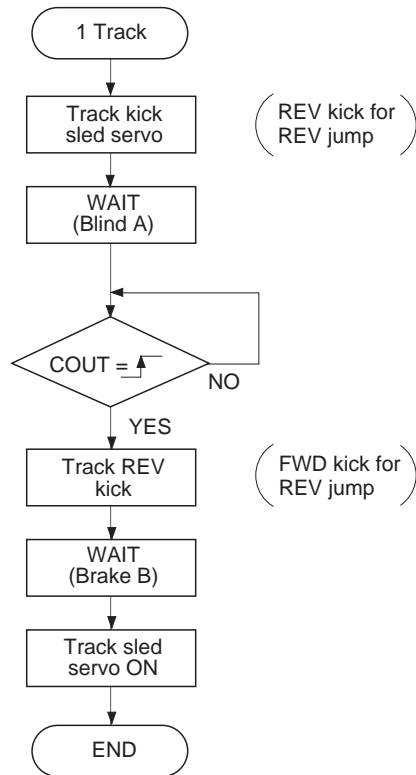 1 Track
Track kick
sled servo
REV kick for
REV jump
WAIT
(Blind A)
COUT =
NO
YES
Track REV
kick
FWD kick for
REV jump
WAIT
(Brake B)
Track sled
servo ON
END